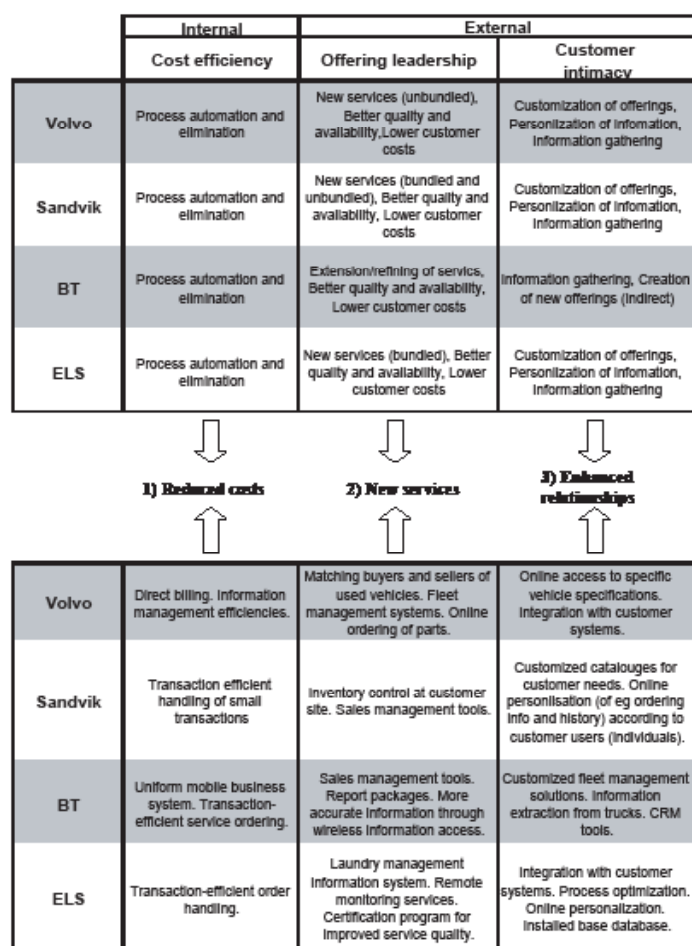 Internal External
Cost efficiency Offering leadership Customer
intimacy
Volvo
Process automation and
elimination
New services (unbundled),
Better quality and
availability,Lower customer
costs
Customization of offerings,
Personlization of Infomation,
Information gathering
Sandvik
Process automation and
elimination
New services (bundled and
unbundled), Better quality and
availability, Lower customer
costs
Customization of offerings,
Personlization of Infomation,
Information gathering
BT
Process automation and
elimination
Extension/refining of servics,
Better quality and availability,
Lower customer costs
Information gathering, Creation
of new offerings (indirect)
ELS
Process automation and
elimination
New services (bundled), Better
quality and availability, Lower
customer costs
Customization of offerings,
Personlization of Infomation,
Information gathering
1) Reduced costs
2) New services
3) Enhanced
relationships
Volvo
Direct billing. Information
management efficiencies.
Matching buyers and sellers of
used vehicles. Fleet
management systems. Online
ordering of parts.
Online access to specific
vehicle specifications.
Integration with customer
systems.
Sandvik
Transaction efficient
handling of small
transactions
Inventory control at customer
site. Sales management tools.
Customized catalouges for
customer needs. Online
personilisation (of eg ordering
info and history) according to
customer users (individuals).
BT
Uniform mobile business
system. Transaction-
efficient service ordering.
Sales management tools.
Report packages. More
accurate information through
wireless information access.
Customized fleet management
solutions. Information
extraction from trucks. CRM
tools.
ELS
Transaction-efficient order
handling.
Laundry management
information system. Remote
monitoring services.
Certification program for
improved service quality.
Integration with customer
systems. Process optimization.
Online personalization.
Installed base database.